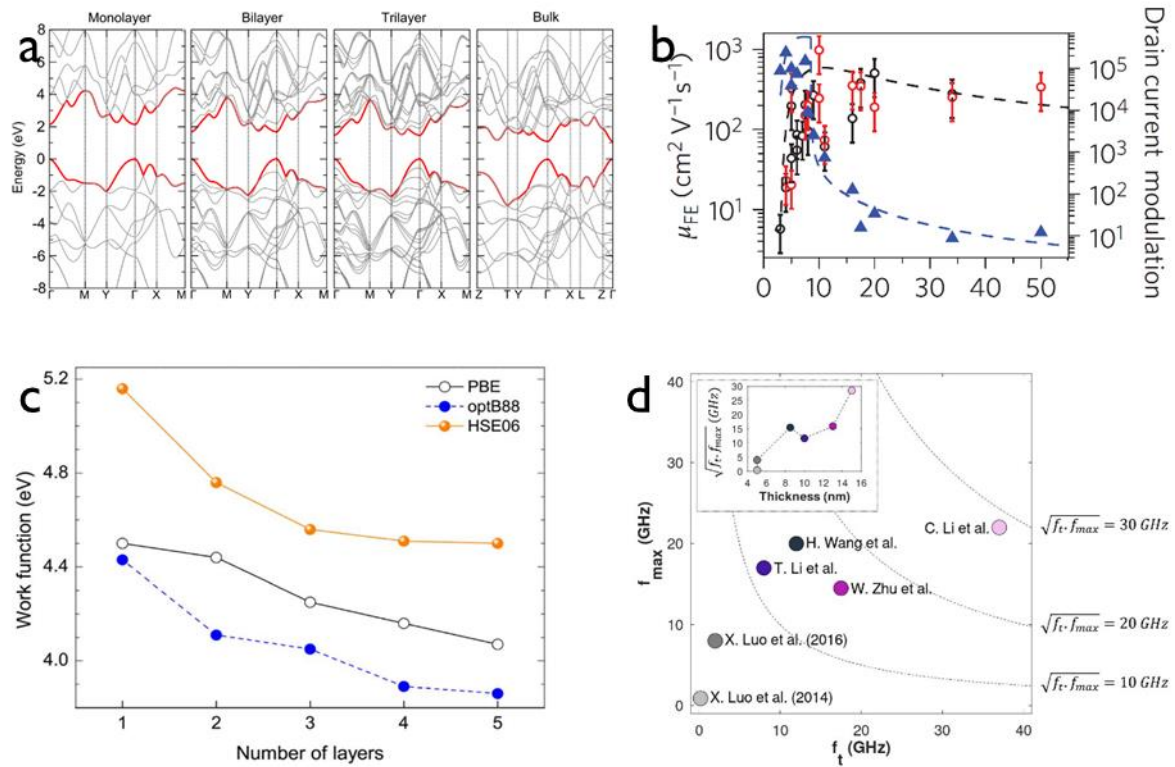 a
Monolayer
Bilayer
Trilayer
Bulk
Energy (eV)
8
6
4
2
0
-2
-4
-6
-8
Γ M Y Γ X M
Γ M Y Γ X M
Γ M Y Γ X M
Z T Y Γ X L Z Γ
b
μFE (cm² V⁻¹ s⁻¹)
10³
10²
10¹
Drain current modulation
10⁵
10⁴
10³
10²
10¹
0 10 20 30 40 50
c
PBE
optB88
HSE06
Work function (eV)
5.2
4.8
4.4
4.0
1 2 3 4 5
Number of layers
d
√ft. fmax (GHz)
30
25
20
15
10
5
0
4 6 8 10 12 14 16
Thickness (nm)
f_max (GHz)
40
30
20
10
0
C. Li et al.
H. Wang et al.
T. Li et al.
W. Zhu et al.
X. Luo et al. (2016)
X. Luo et al. (2014)
√ft. fmax = 30 GHz
√ft. fmax = 20 GHz
√ft. fmax = 10 GHz
0 10 20 30 40
f_t (GHz)